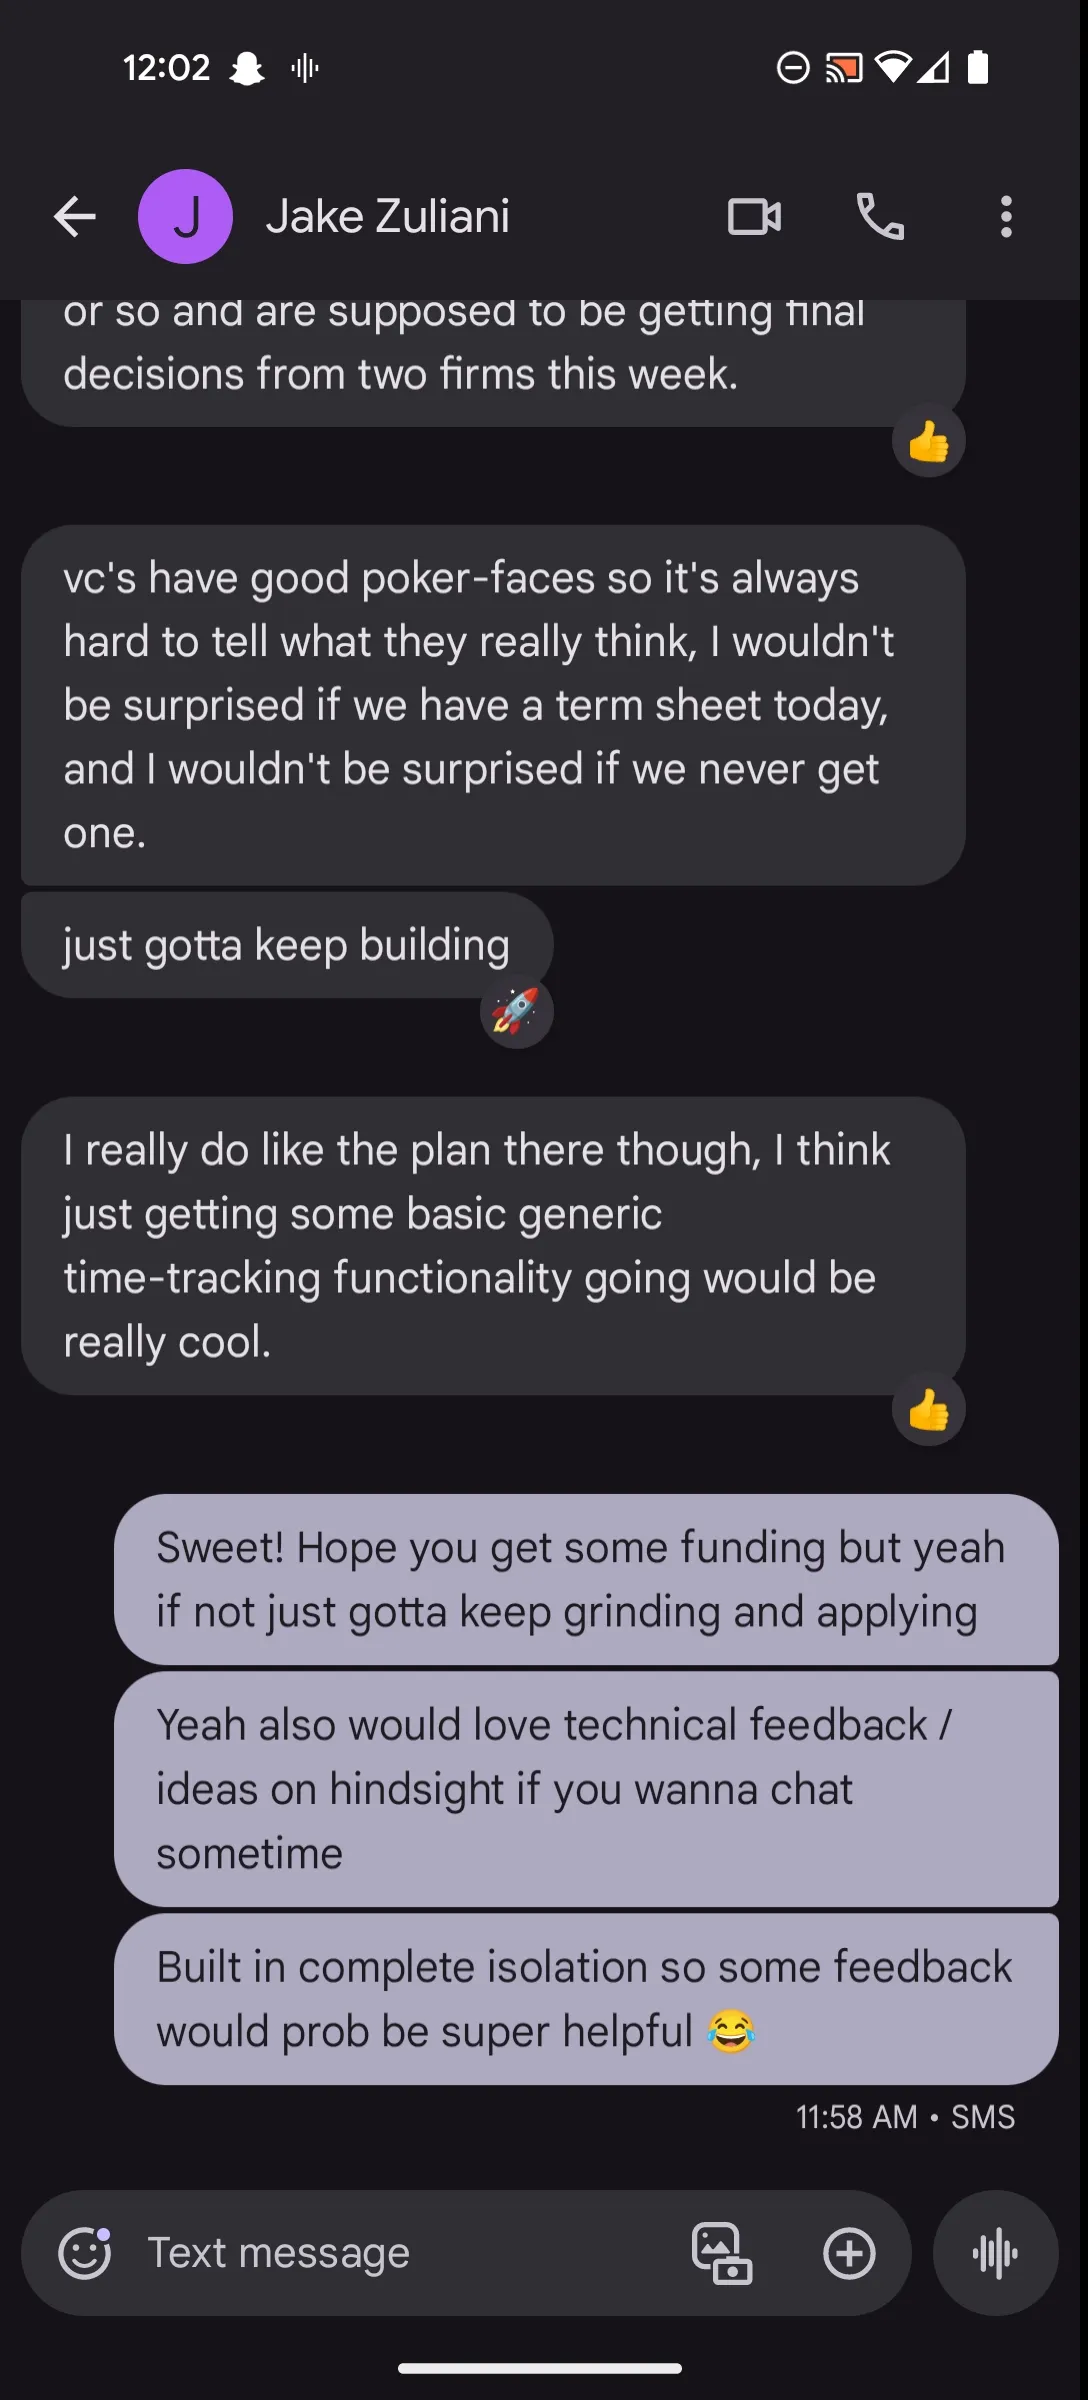 12:02
J
Jake Zuliani
or so and are supposed to be getting final
decisions from two firms this week.
👍
vc's have good poker-faces so it's always
hard to tell what they really think, I wouldn't
be surprised if we have a term sheet today,
and I wouldn't be surprised if we never get
one.
just gotta keep building
🚀
I really do like the plan there though, I think
just getting some basic generic
time-tracking functionality going would be
really cool.
👍
Sweet! Hope you get some funding but yeah
if not just gotta keep grinding and applying
Yeah also would love technical feedback /
ideas on hindsight if you wanna chat
sometime
Built in complete isolation so some feedback
would prob be super helpful 😂
11:58 AM • SMS
Text message